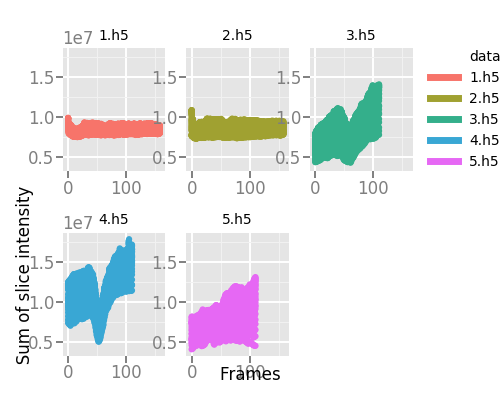 1e7 1.h5 2.h5 3.h5 data
1.5 1.5 1.5 1.h5
1.0 1.0 1.0 2.h5
3.h5
0.5 0.5 0.5 4.h5
5.h5
0 100 0 100 0 100
Sum of slice intensity
1e7 4.h5 5.h5
1.5 1.5
1.0 1.0
0.5 0.5
0 100 0 100
Frames